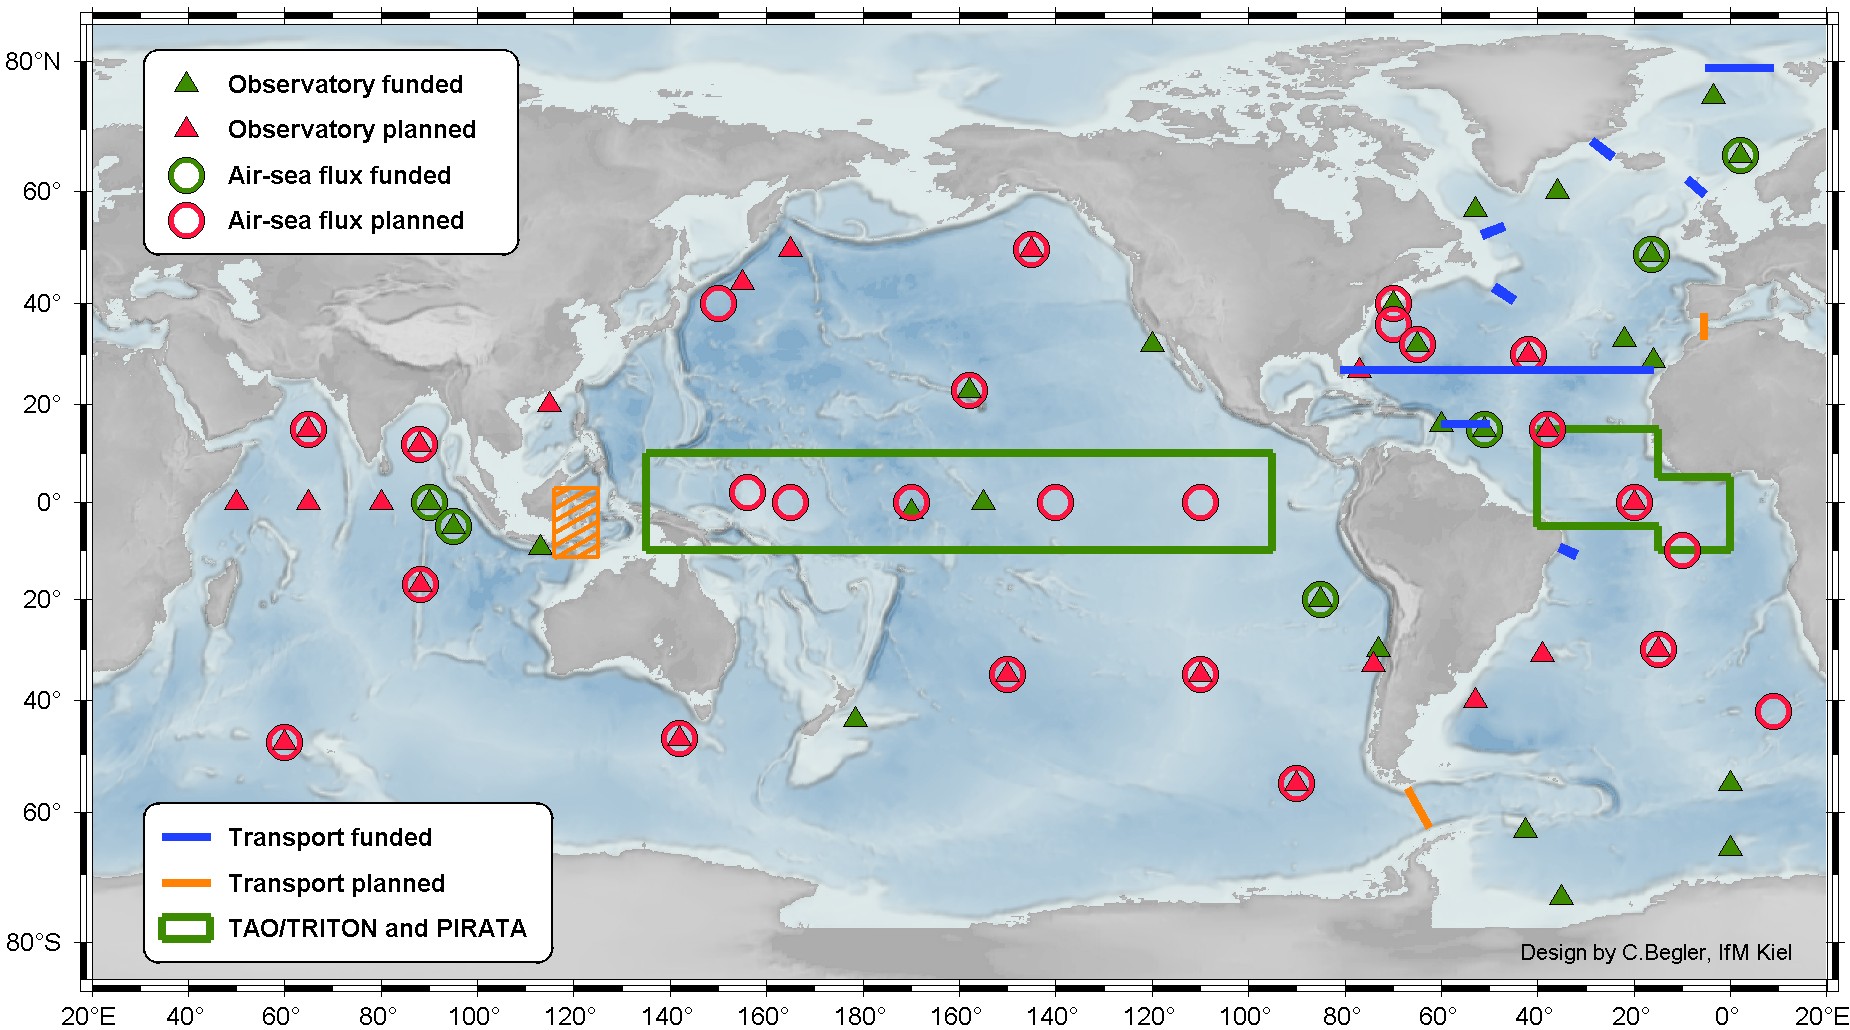 Observatory funded
Observatory planned
Air-sea flux funded
Air-sea flux planned
80°N
60°
40°
20°
0°
20°
40°
60°
80°S
Transport funded
Transport planned
TAO/TRITON and PIRATA
Design by C.Begler, IfM Kiel
20°E 40° 60° 80° 100° 120° 140° 160° 180° 160° 140° 120° 100° 80° 60° 40° 20° 0° 20°E